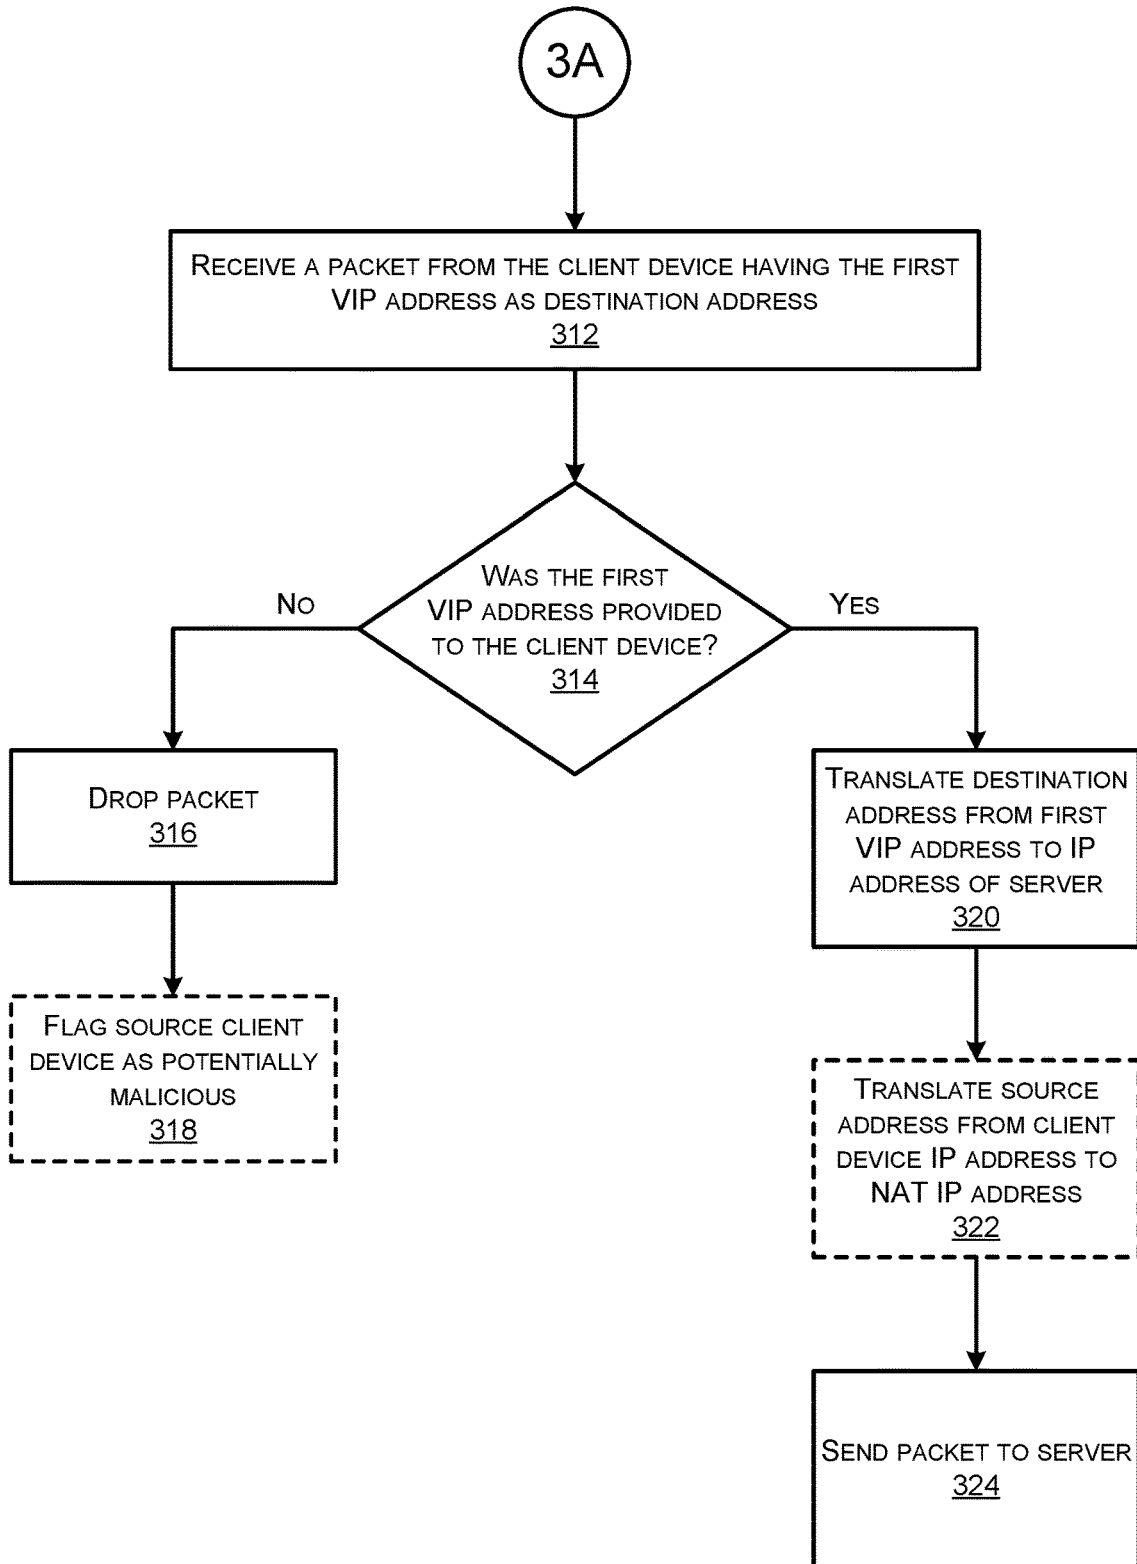 3A
RECEIVE A PACKET FROM THE CLIENT DEVICE HAVING THE FIRST
VIP ADDRESS AS DESTINATION ADDRESS
312
WAS THE FIRST
VIP ADDRESS PROVIDED
TO THE CLIENT DEVICE?
314
NO
YES
DROP PACKET
316
FLAG SOURCE CLIENT
DEVICE AS POTENTIALLY
MALICIOUS
318
TRANSLATE DESTINATION
ADDRESS FROM FIRST
VIP ADDRESS TO IP
ADDRESS OF SERVER
320
TRANSLATE SOURCE
ADDRESS FROM CLIENT
DEVICE IP ADDRESS TO
NAT IP ADDRESS
322
SEND PACKET TO SERVER
324